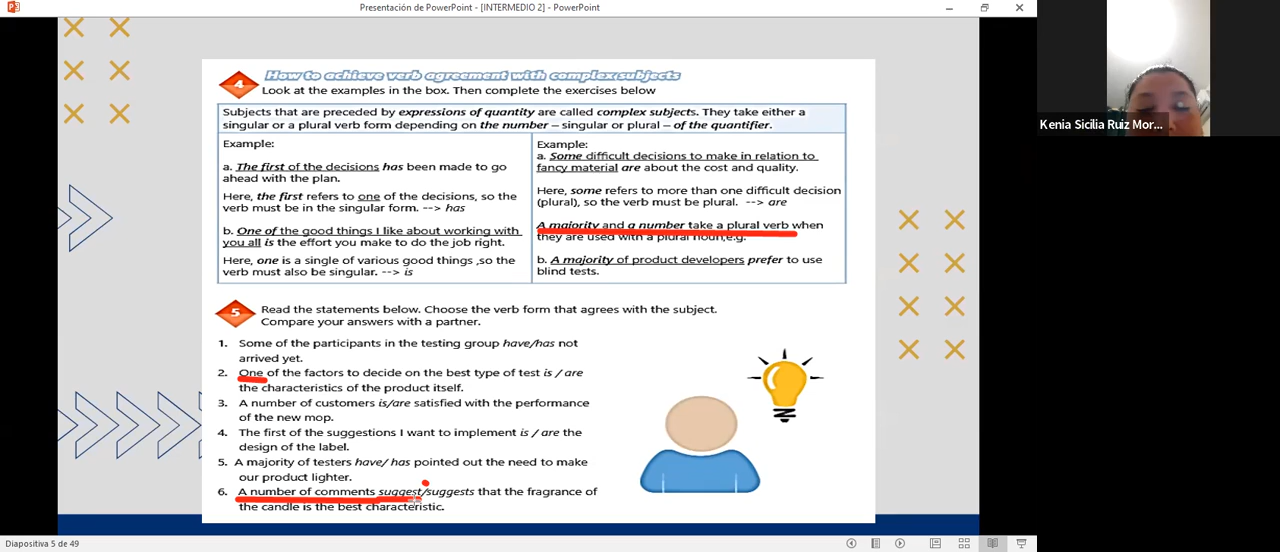 Presentación de PowerPoint - [INTERMEDIO 2] - PowerPoint
Kenia Sicilia Ruiz Mor...
4
How to achieve verb agreement with complex subjects
Look at the examples in the box. Then complete the exercises below
Subjects that are preceded by expressions of quantity are called complex subjects. They take either a
singular or a plural verb form depending on the number – singular or plural – of the quantifier.
Example:
a. The first of the decisions has been made to go
ahead with the plan.
Here, the first refers to one of the decisions, so the
verb must be in the singular form. --> has
b. One of the good things I like about working with
you all is the effort you make to do the job right.
Here, one is a single of various good things ,so the
verb must also be singular. --> is
Example:
a. Some difficult decisions to make in relation to
fancy material are about the cost and quality.
Here, some refers to more than one difficult decision
(plural), so the verb must be plural. --> are
A majority and a number take a plural verb when
they are used with a plural noun,e.g.
b. A majority of product developers prefer to use
blind tests.
5
Read the statements below. Choose the verb form that agrees with the subject.
Compare your answers with a partner.
1. Some of the participants in the testing group have/has not
arrived yet.
2. One of the factors to decide on the best type of test is / are
the characteristics of the product itself.
3. A number of customers is/are satisfied with the performance
of the new mop.
4. The first of the suggestions I want to implement is / are the
design of the label.
5. A majority of testers have/ has pointed out the need to make
our product lighter.
6. A number of comments suggest/suggests that the fragrance of
the candle is the best characteristic.
Diapositiva 5 de 49